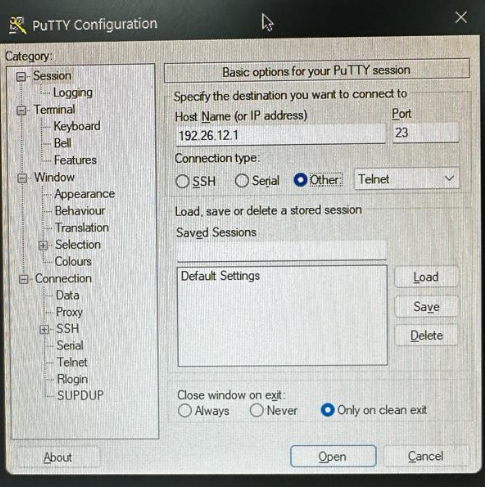 PuTTY Configuration
Category:
Session
Logging
Terminal
Keyboard
Bell
Features
Window
Appearance
Behaviour
Translation
Selection
Colours
Connection
Data
Proxy
SSH
Serial
Telnet
Rlogin
SUPDUP
Basic options for your PuTTY session
Specify the destination you want to connect to
Host Name (or IP address) Port
192.26.12.1 23
Connection type:
SSH Serial Other: Telnet
Load, save or delete a stored session
Saved Sessions
Default Settings
Load
Save
Delete
Close window on exit:
Always Never Only on clean exit
About Open Cancel